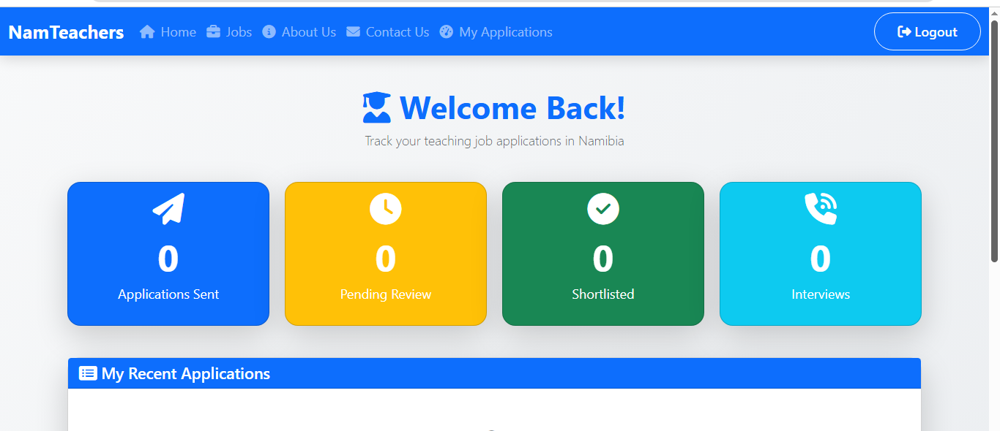 NamTeachers Home Jobs About Us Contact Us My Applications Logout
Welcome Back!
Track your teaching job applications in Namibia
0 0 0 0
Applications Sent Pending Review Shortlisted Interviews
My Recent Applications